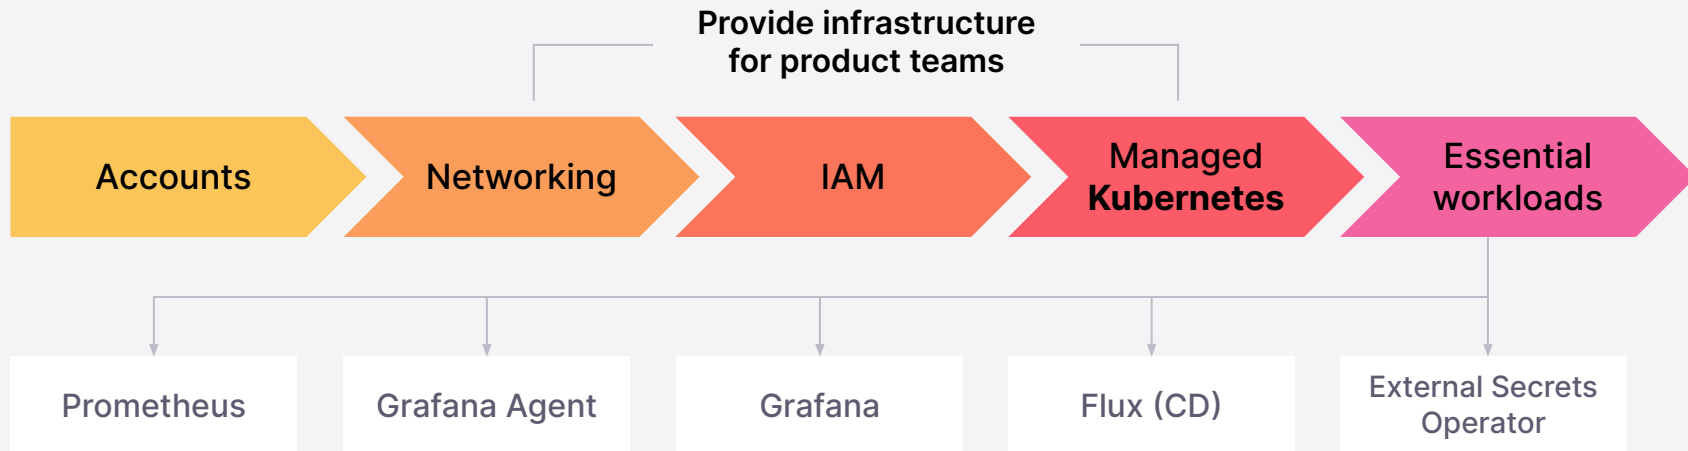 Provide infrastructure
for product teams
Accounts
Networking
IAM
Managed
Kubernetes
Essential
workloads
Prometheus
Grafana Agent
Grafana
Flux (CD)
External Secrets
Operator